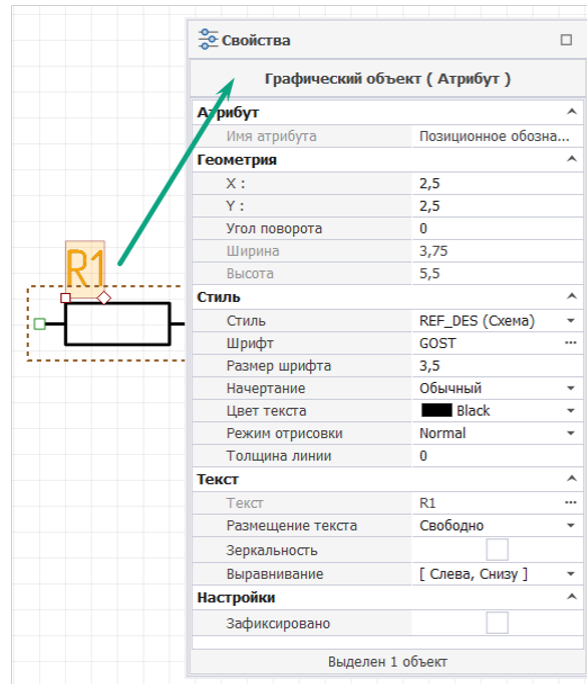 Свойства
Графический объект ( Атрибут )
Атрибут
Имя атрибута Позиционное обозна...
Геометрия
X : 2,5
Y : 2,5
Угол поворота 0
Ширина 3,75
Высота 5,5
R1
Стиль
Стиль REF_DES (Схема)
Шрифт GOST ...
Размер шрифта 3,5
Начертание Обычный
Цвет текста Black
Режим отрисовки Normal
Толщина линии 0
Текст
Текст R1 ...
Размещение текста Свободно
Зеркальность
Выравнивание [ Слева, Снизу ]
Настройки
Зафиксировано
Выделен 1 объект